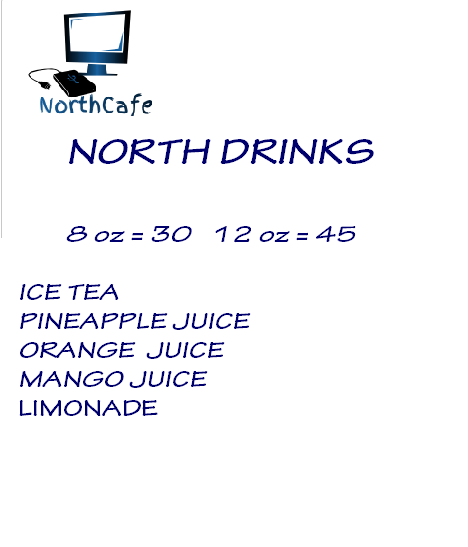 NorthCafe
NORTH DRINKS
8 oz = 30 12 oz = 45
ICE TEA
PINEAPPLE JUICE
ORANGE JUICE
MANGO JUICE
LIMONADE